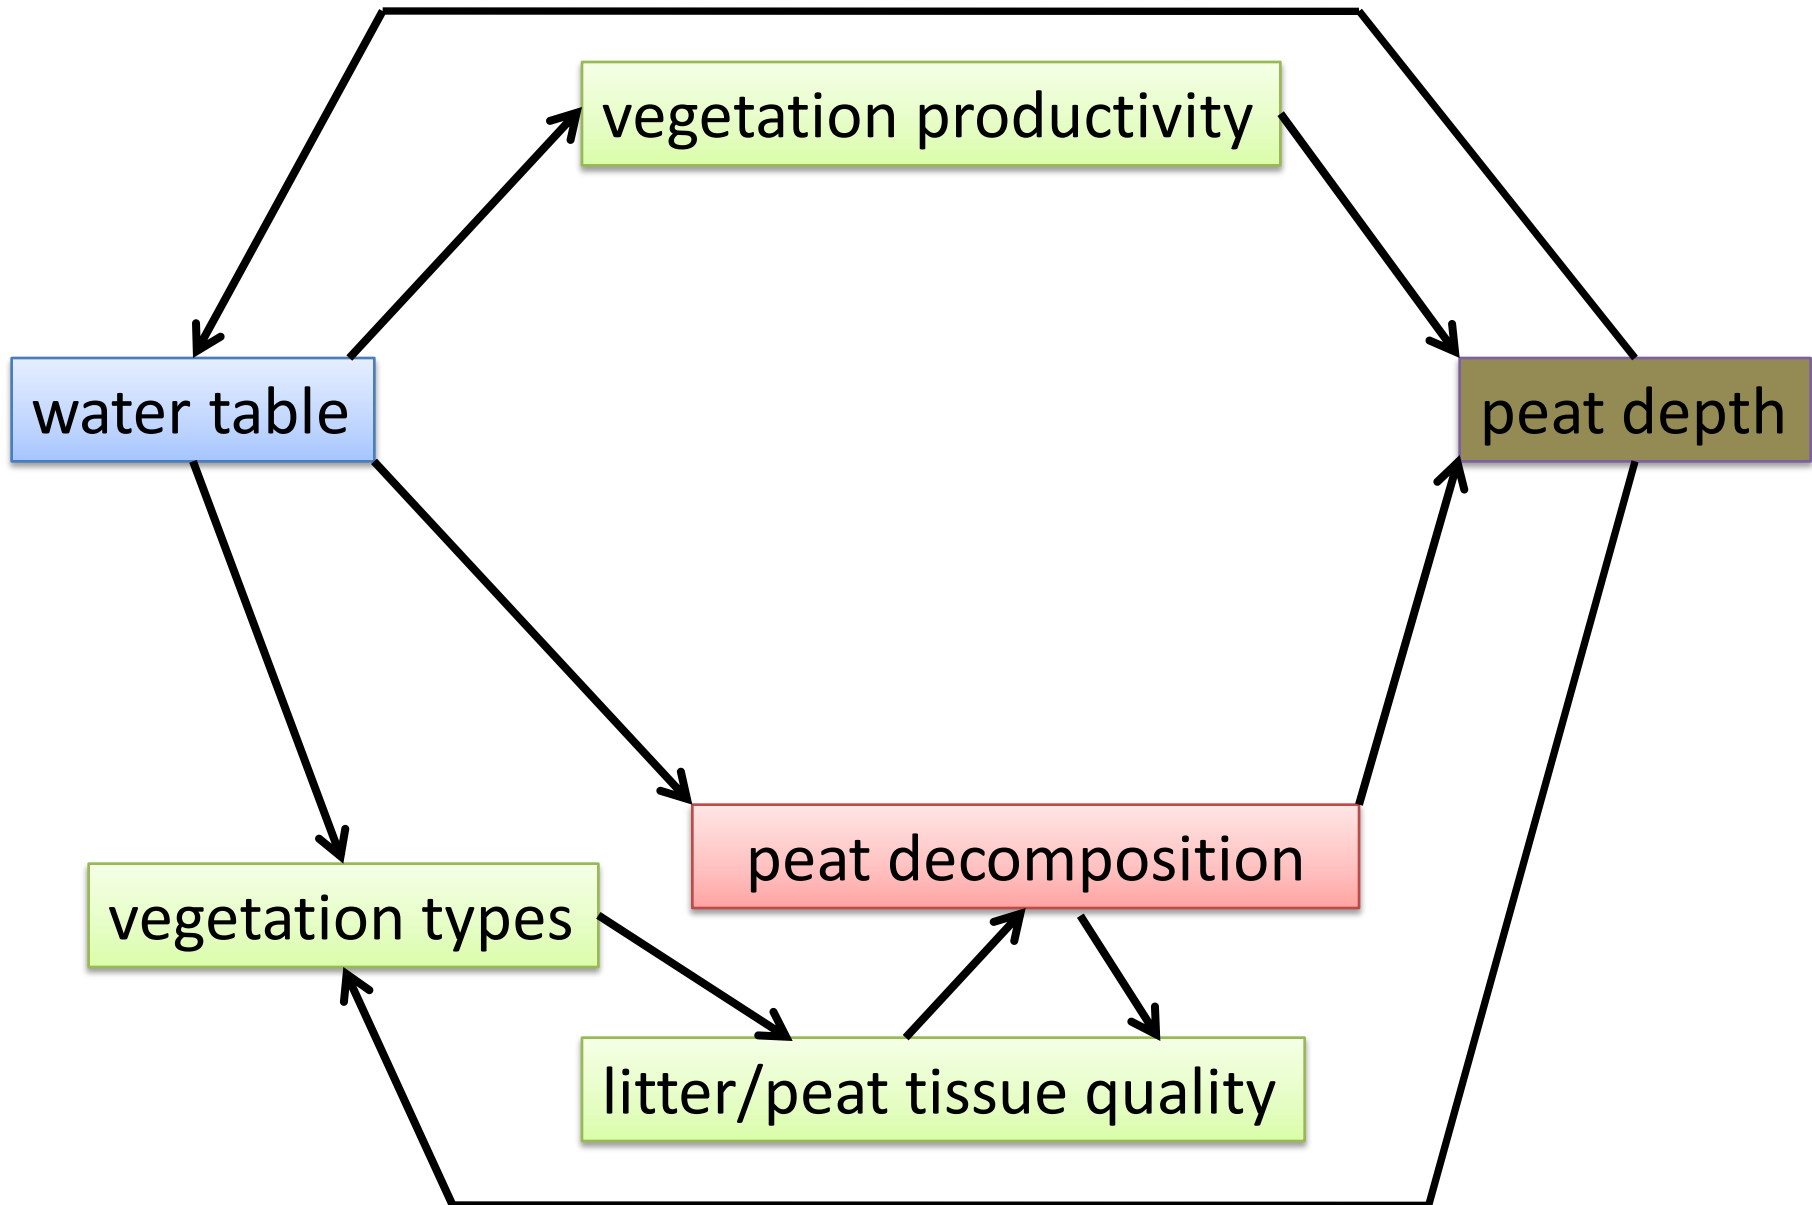 vegetation productivity
water table
peat depth
peat decomposition
vegetation types
litter/peat tissue quality